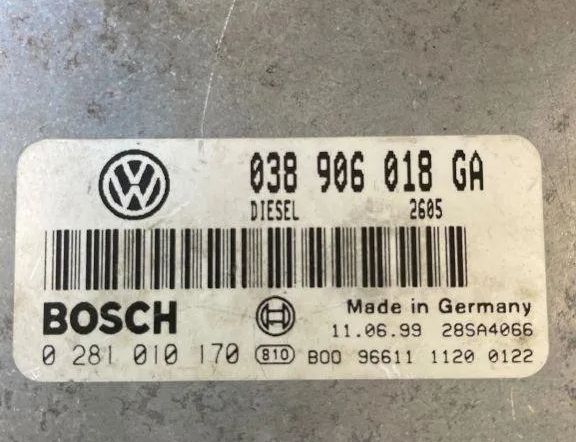 038 906 018 GA
DIESEL 2605
BOSCH Made in Germany
11.06.99 28SA4066
0 281 010 170 810 B00 96611 1120 0122